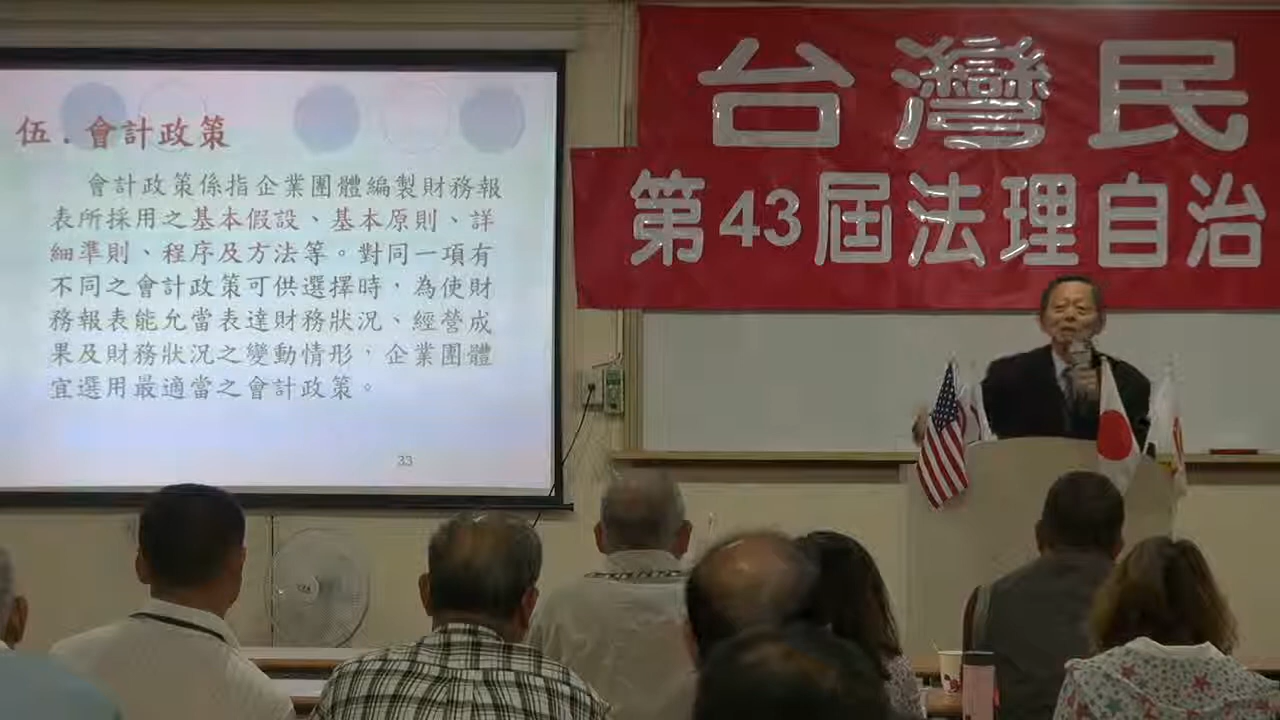 伍．會計政策
會計政策係指企業團體編製財務報
表所採用之基本假設、基本原則、詳
細準則、程序及方法等。對同一項有
不同之會計政策可供選擇時，為使財
務報表能允當表達財務狀況、經營成
果及財務狀況之變動情形，企業團體
宜選用最適當之會計政策。
33
台灣民
第43屆法理自治